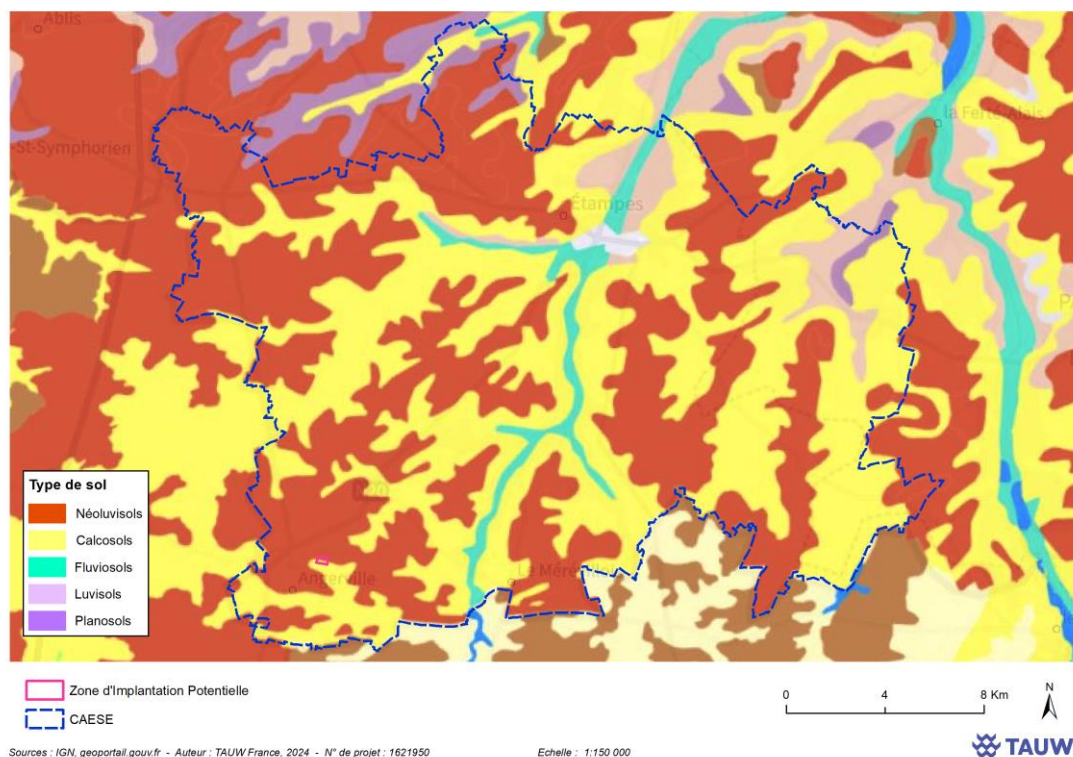 Ablis
-St-Symphorien
la Ferté-Alais
Étampes
N20
Angerville
Le Mérévillois
Type de sol
Néoluvisols
Calcosols
Fluviosols
Luvisols
Planosols
Zone d'Implantation Potentielle
CAESE
0 4 8 Km
N
Sources : IGN, geoportail.gouv.fr - Auteur : TAUW France, 2024 - N° de projet : 1621950
Echelle : 1:150 000
TAUW